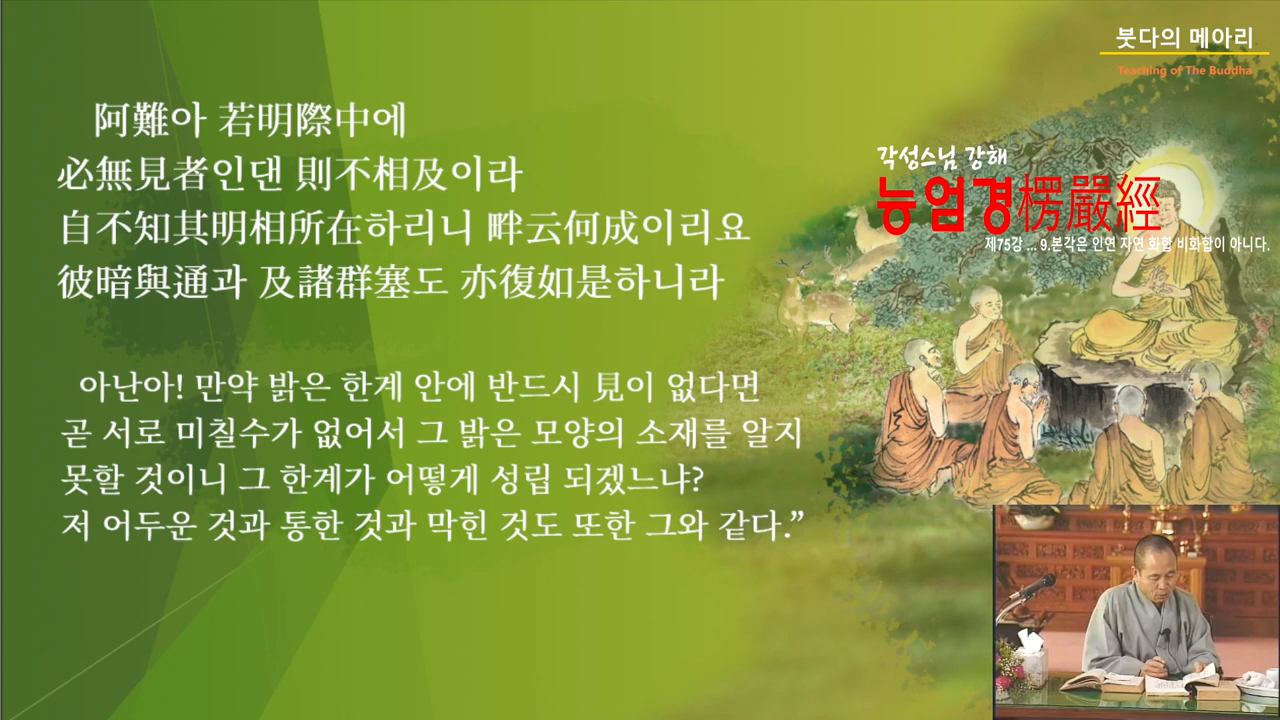 붓다의 메아리
Teaching of The Buddha
각성스님 강해
능엄경楞嚴經
제75강 ... 9.본각은 인연 자연 화합 비화합이 아니다.
阿難아 若明際中에
必無見者인댄 則不相及이라
自不知其明相所在하리니 畔云何成이리요
彼暗與通과 及諸群塞도 亦復如是하니라
아난아! 만약 밝은 한계 안에 반드시 見이 없다면
곧 서로 미칠수가 없어서 그 밝은 모양의 소재를 알지
못할 것이니 그 한계가 어떻게 성립 되겠느냐?
저 어두운 것과 통한 것과 막힌 것도 또한 그와 같다.”